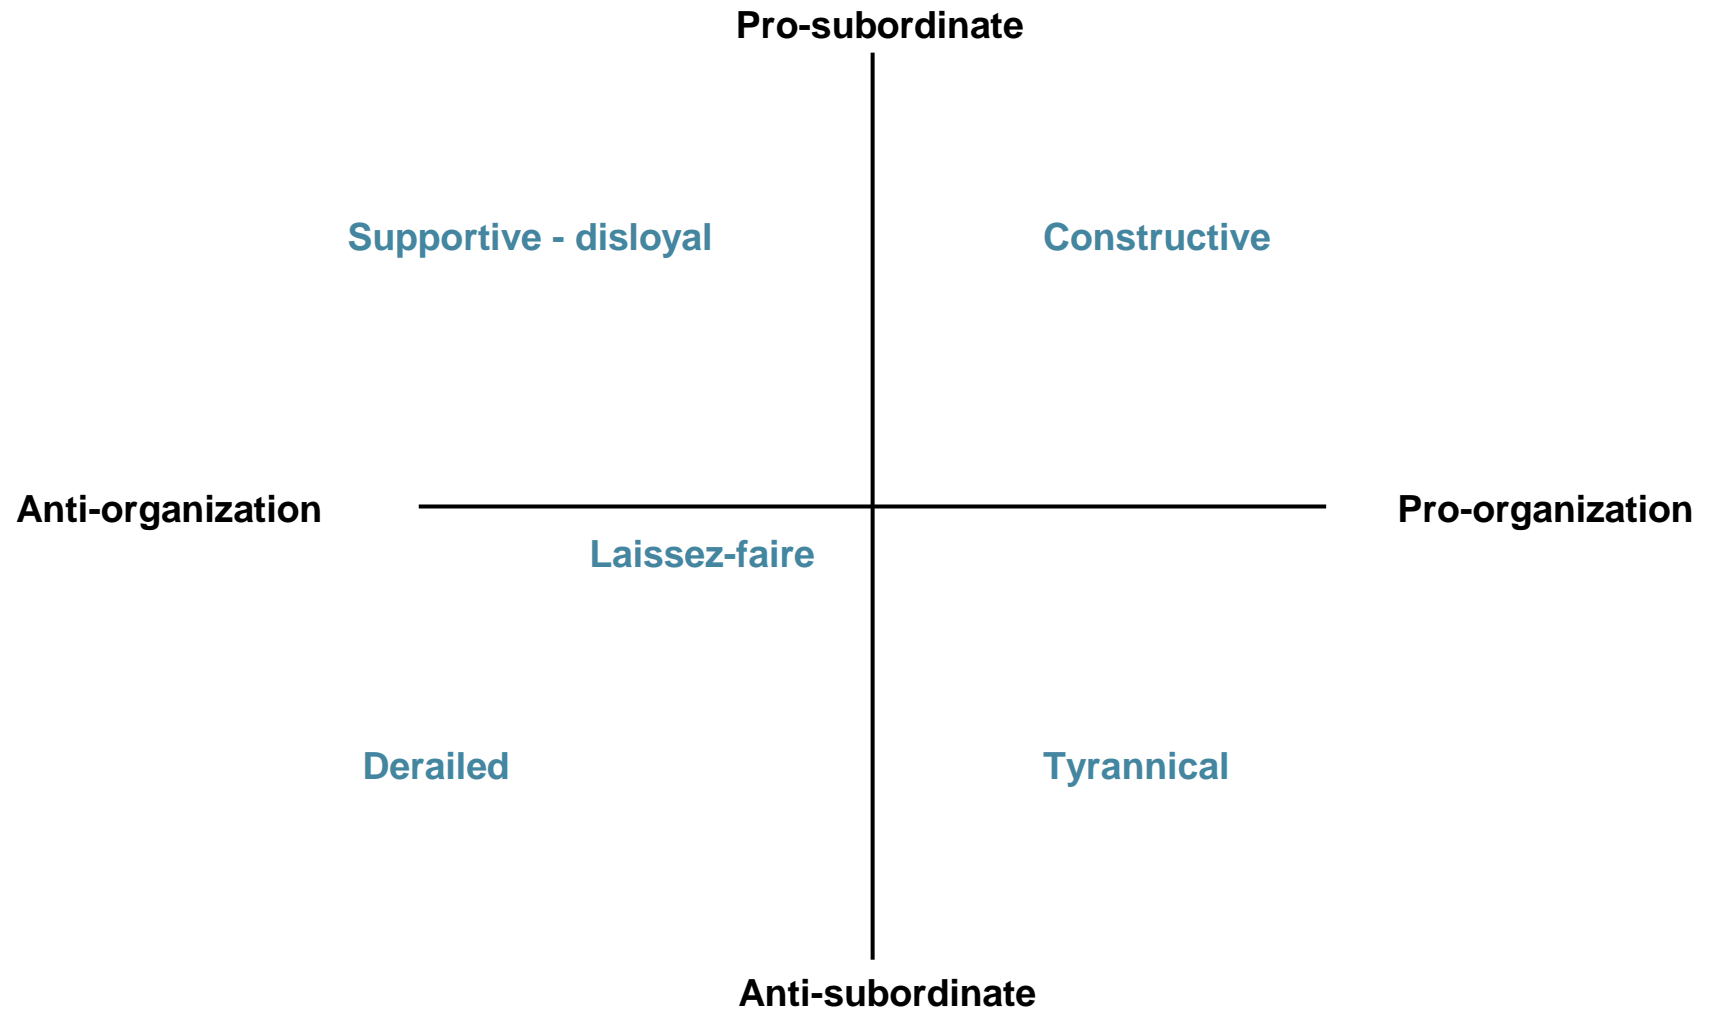 Pro-subordinate
Supportive - disloyal
Constructive
Anti-organization
Pro-organization
Laissez-faire
Derailed
Tyrannical
Anti-subordinate